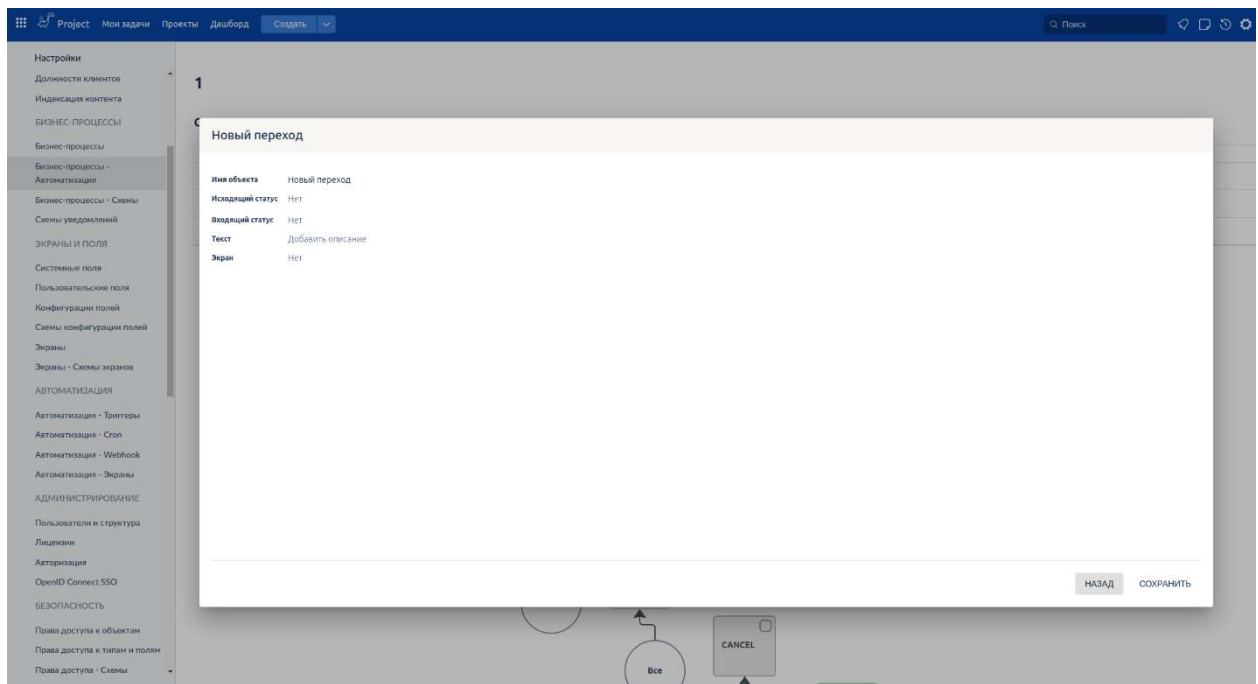 Project Мои задачи Проекты Дашборд Создать Поиск
Настройки
Должности клиентов
Индексация контента
БИЗНЕС-ПРОЦЕССЫ
Бизнес-процессы
Бизнес-процессы -
Автоматизация
Бизнес-процессы - Схемы
Схемы уведомлений
ЭКРАНЫ И ПОЛЯ
Системные поля
Пользовательские поля
Конфигурации полей
Схемы конфигурации полей
Экраны
Экраны - Схемы экранов
АВТОМАТИЗАЦИЯ
Автоматизация - Триггеры
Автоматизация - Cron
Автоматизация - Webhook
Автоматизация - Экраны
АДМИНИСТРИРОВАНИЕ
Пользователи и структура
Лицензии
Авторизация
OpenID Connect SSO
БЕЗОПАСНОСТЬ
Права доступа к объектам
Права доступа к типам и полям
Права доступа - Схемы
1
Новый переход
Имя объекта Новый переход
Исходящий статус Нет
Входящий статус Нет
Текст Добавить описание
Экран Нет
НАЗАД СОХРАНИТЬ
CANCEL
Все